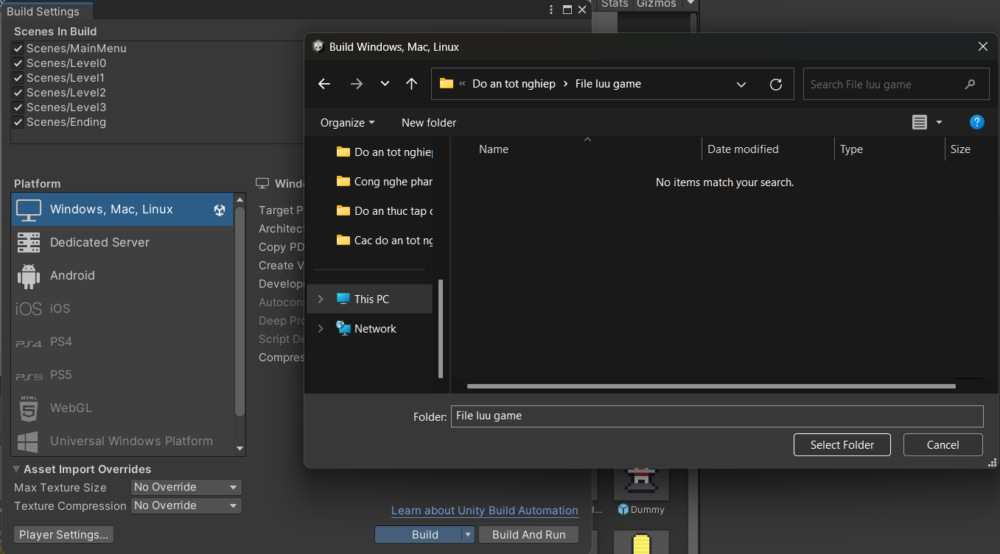 Build Settings
Stats
Gizmos
Scenes In Build
Scenes/MainMenu
Scenes/Level0
Scenes/Level1
Scenes/Level2
Scenes/Level3
Scenes/Ending
Platform
Windows, Mac, Linux
Dedicated Server
Android
iOS iOS
PS4 PS4
PS5 PS5
HTML 5 WebGL
Universal Windows Platform
Target P
Architec
Copy PD
Create V
Develop
Autocon
Deep Pro
Script De
Compres
Asset Import Overrides
Max Texture Size No Override
Texture Compression No Override
Player Settings...
Learn about Unity Build Automation
Build
Build And Run
Build Windows, Mac, Linux
« Do an tot nghiep > File luu game
Search File luu game
Organize
New folder
Name
Date modified
Type
Size
Do an tot nghiep
Cong nghe phan
Do an thuc tap c
Cac do an tot ng
This PC
Network
No items match your search.
Folder: File luu game
Select Folder
Cancel
d...
Dummy